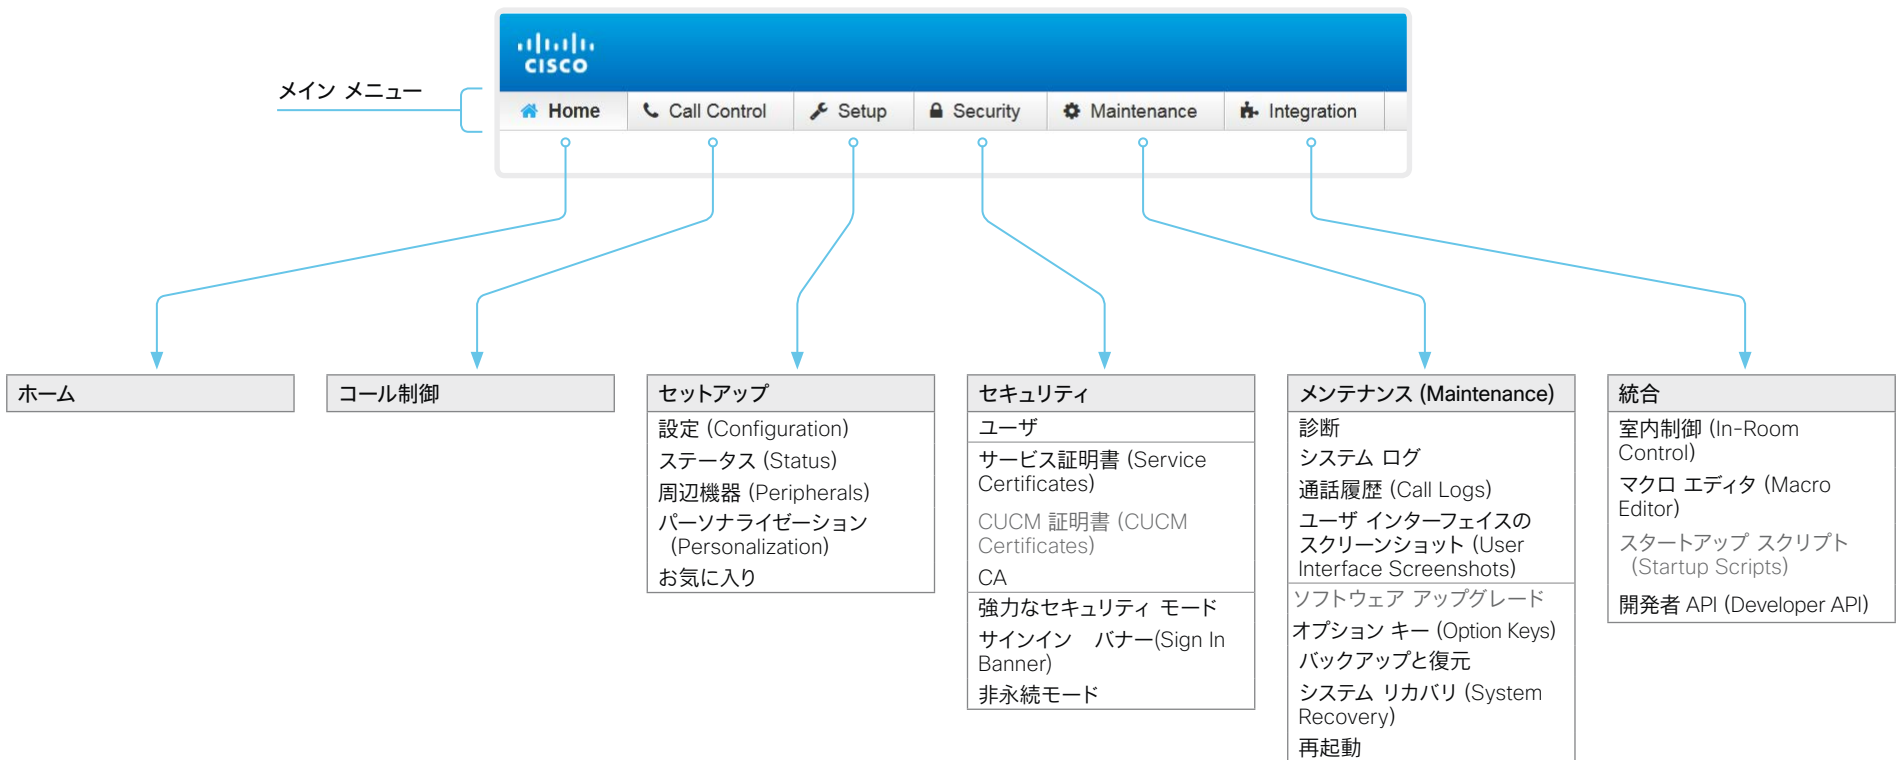 CISCO
メイン メニュー
Home
Call Control
Setup
Security
Maintenance
Integration
ホーム
コール制御
セットアップ
設定 (Configuration)
ステータス (Status)
周辺機器 (Peripherals)
パーソナライゼーション
(Personalization)
お気に入り
セキュリティ
ユーザ
サービス証明書 (Service
Certificates)
CUCM 証明書 (CUCM
Certificates)
CA
強力なセキュリティ モード
サインイン　バナー(Sign In
Banner)
非永続モード
メンテナンス (Maintenance)
診断
システム ログ
通話履歴 (Call Logs)
ユーザ インターフェイスの
スクリーンショット (User
Interface Screenshots)
ソフトウェア アップグレード
オプション キー (Option Keys)
バックアップと復元
システム リカバリ (System
Recovery)
再起動
統合
室内制御 (In-Room
Control)
マクロ エディタ (Macro
Editor)
スタートアップ スクリプト
(Startup Scripts)
開発者 API (Developer API)